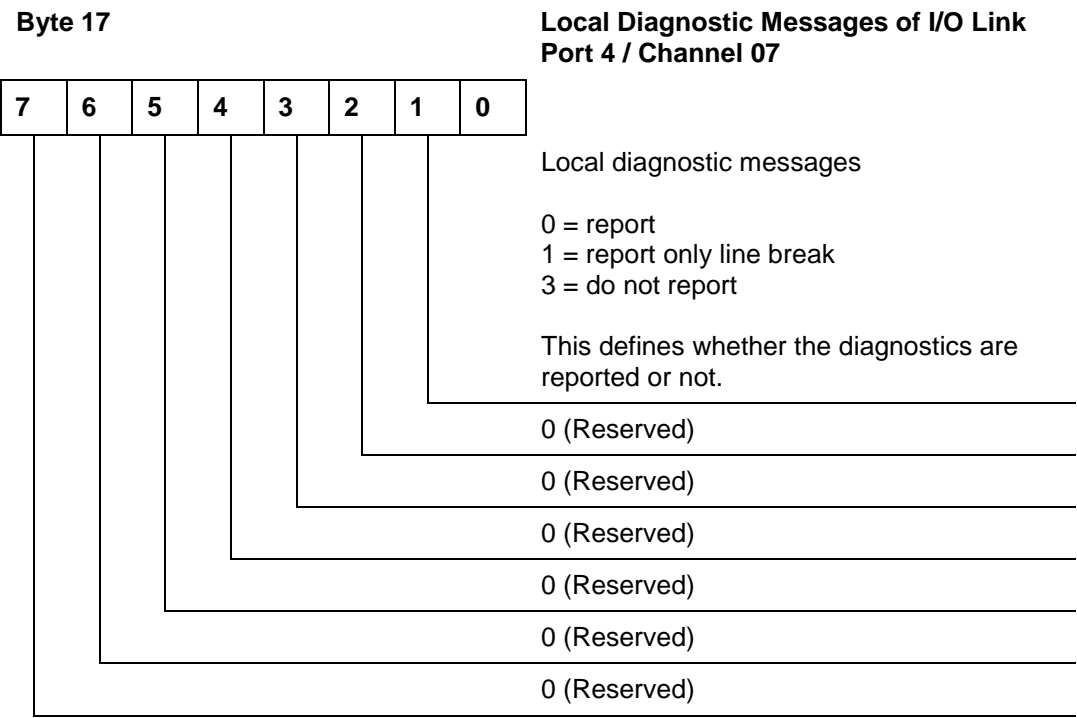 Byte 17
Local Diagnostic Messages of I/O Link
Port 4 / Channel 07
7 6 5 4 3 2 1 0
Local diagnostic messages
0 = report
1 = report only line break
3 = do not report
This defines whether the diagnostics are
reported or not.
0 (Reserved)
0 (Reserved)
0 (Reserved)
0 (Reserved)
0 (Reserved)
0 (Reserved)